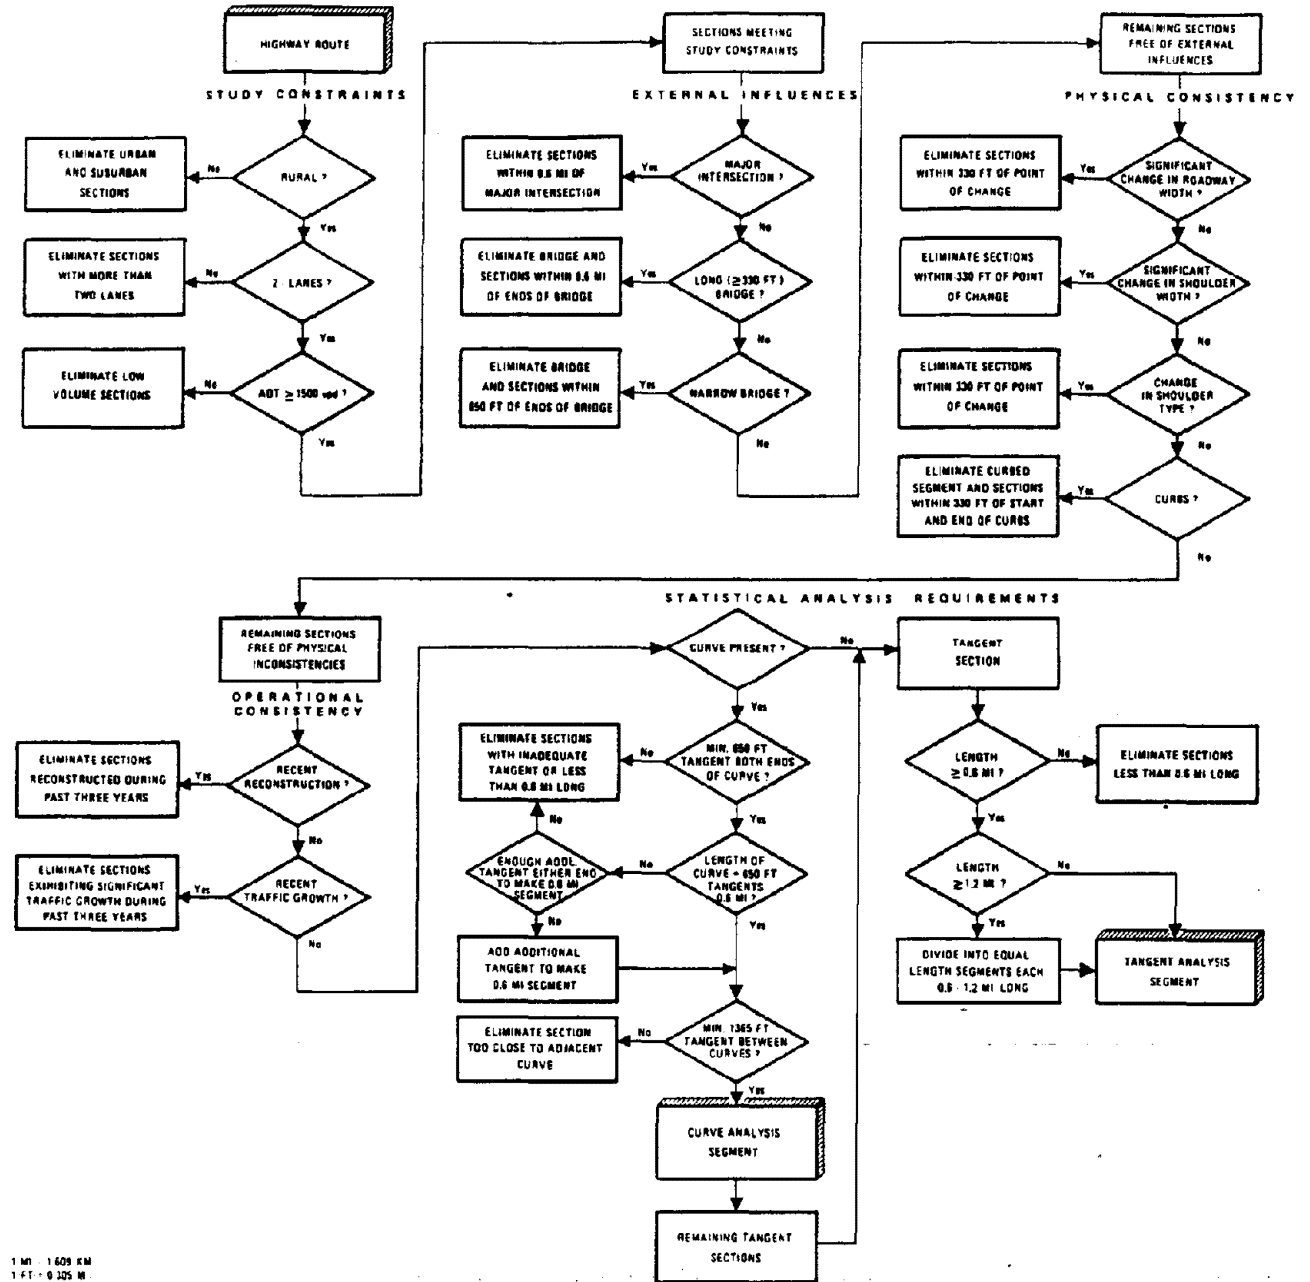 HIGHWAY ROUTE
STUDY CONSTRAINTS
RURAL ?
No
ELIMINATE URBAN
AND SUSURBAN
SECTIONS
Yes
2 - LANES ?
No
ELIMINATE SECTIONS
WITH MORE THAN
TWO LANES
Yes
ADT ≥ 1500 vpd ?
No
ELIMINATE LOW
VOLUME SECTIONS
Yes
SECTIONS MEETING
STUDY CONSTRAINTS
EXTERNAL INFLUENCES
MAJOR
INTERSECTION ?
Yes
ELIMINATE SECTIONS
WITHIN 0.6 MI OF
MAJOR INTERSECTION
No
LONG (≥ 330 FT)
BRIDGE ?
Yes
ELIMINATE BRIDGE AND
SECTIONS WITHIN 0.6 MI
OF ENDS OF BRIDGE
No
NARROW BRIDGE ?
Yes
ELIMINATE BRIDGE
AND SECTIONS WITHIN
650 FT OF ENDS OF BRIDGE
No
REMAINING SECTIONS
FREE OF EXTERNAL
INFLUENCES
PHYSICAL CONSISTENCY
SIGNIFICANT
CHANGE IN ROADWAY
WIDTH ?
Yes
ELIMINATE SECTIONS
WITHIN 330 FT OF POINT
OF CHANGE
No
SIGNIFICANT
CHANGE IN SHOULDER
WIDTH ?
Yes
ELIMINATE SECTIONS
WITHIN 330 FT OF POINT
OF CHANGE
No
CHANGE
IN SHOULDER
TYPE ?
Yes
ELIMINATE SECTIONS
WITHIN 330 FT OF POINT
OF CHANGE
No
CURBS ?
Yes
ELIMINATE CURBED
SEGMENT AND SECTIONS
WITHIN 330 FT OF START
AND END OF CURBS
No
REMAINING SECTIONS
FREE OF PHYSICAL
INCONSISTENCIES
OPERATIONAL
CONSISTENCY
RECENT
RECONSTRUCTION ?
Yes
ELIMINATE SECTIONS
RECONSTRUCTED DURING
PAST THREE YEARS
No
RECENT
TRAFFIC GROWTH ?
Yes
ELIMINATE SECTIONS
EXHIBITING SIGNIFICANT
TRAFFIC GROWTH DURING
PAST THREE YEARS
No
STATISTICAL ANALYSIS REQUIREMENTS
CURVE PRESENT ?
No
Yes
MIN. 650 FT
TANGENT BOTH ENDS
OF CURVE ?
No
ELIMINATE SECTIONS
WITH INADEQUATE
TANGENT OR LESS
THAN 0.6 MI LONG
Yes
LENGTH OF
CURVE + 650 FT
TANGENTS
0.6 MI ?
No
ENOUGH ADDL.
TANGENT EITHER END
TO MAKE 0.6 MI
SEGMENT
No
No
ADD ADDITIONAL
TANGENT TO MAKE
0.6 MI SEGMENT
Yes
MIN. 1365 FT
TANGENT BETWEEN
CURVES ?
No
ELIMINATE SECTION
TOO CLOSE TO ADJACENT
CURVE
Yes
CURVE ANALYSIS
SEGMENT
REMAINING TANGENT
SECTIONS
TANGENT
SECTION
LENGTH
≥ 0.6 MI ?
No
ELIMINATE SECTIONS
LESS THAN 0.6 MI LONG
Yes
LENGTH
≥ 1.2 MI ?
No
Yes
DIVIDE INTO EQUAL
LENGTH SEGMENTS EACH
0.6 - 1.2 MI LONG
TANGENT ANALYSIS
SEGMENT
1 MI = 1.609 KM
1 FT = 0.305 M